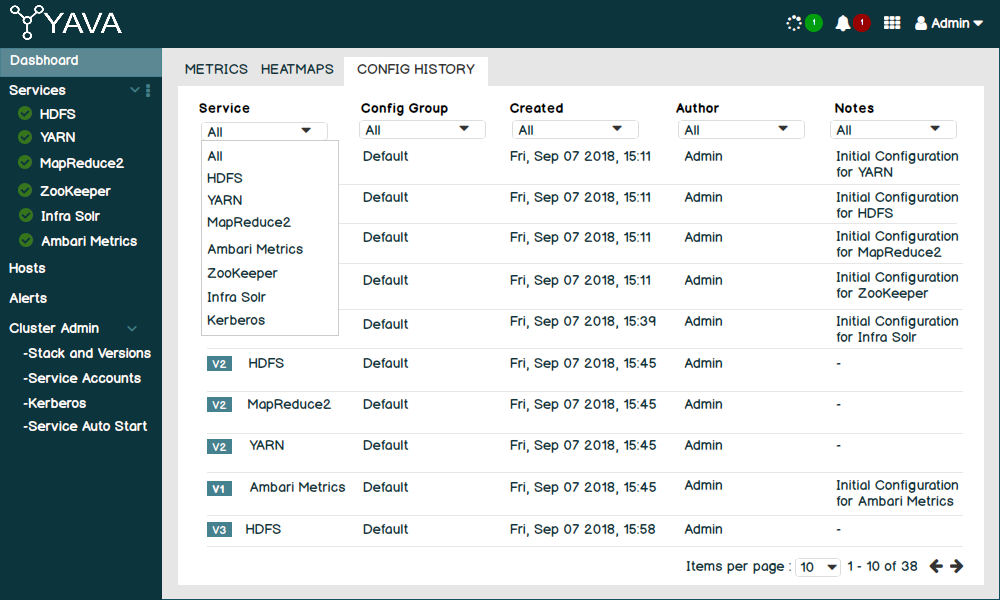 YAVA
1
1
Admin
Dasbhoard
Services
HDFS
YARN
MapReduce2
ZooKeeper
Infra Solr
Ambari Metrics
Hosts
Alerts
Cluster Admin
-Stack and Versions
-Service Accounts
-Kerberos
-Service Auto Start
METRICS HEATMAPS CONFIG HISTORY
Service Config Group Created Author Notes
All All All All All
All
HDFS
YARN
MapReduce2
Ambari Metrics
ZooKeeper
Infra Solr
Kerberos
Default Fri, Sep 07 2018, 15:11 Admin Initial Configuration
for YARN
Default Fri, Sep 07 2018, 15:11 Admin Initial Configuration
for HDFS
Default Fri, Sep 07 2018, 15:11 Admin Initial Configuration
for MapReduce2
Default Fri, Sep 07 2018, 15:11 Admin Initial Configuration
for ZooKeeper
Default Fri, Sep 07 2018, 15:39 Admin Initial Configuration
for Infra Solr
V2 HDFS Default Fri, Sep 07 2018, 15:45 Admin -
V2 MapReduce2 Default Fri, Sep 07 2018, 15:45 Admin -
V2 YARN Default Fri, Sep 07 2018, 15:45 Admin -
V1 Ambari Metrics Default Fri, Sep 07 2018, 15:45 Admin Initial Configuration
for Ambari Metrics
V3 HDFS Default Fri, Sep 07 2018, 15:58 Admin -
Items per page : 10 1 - 10 of 38